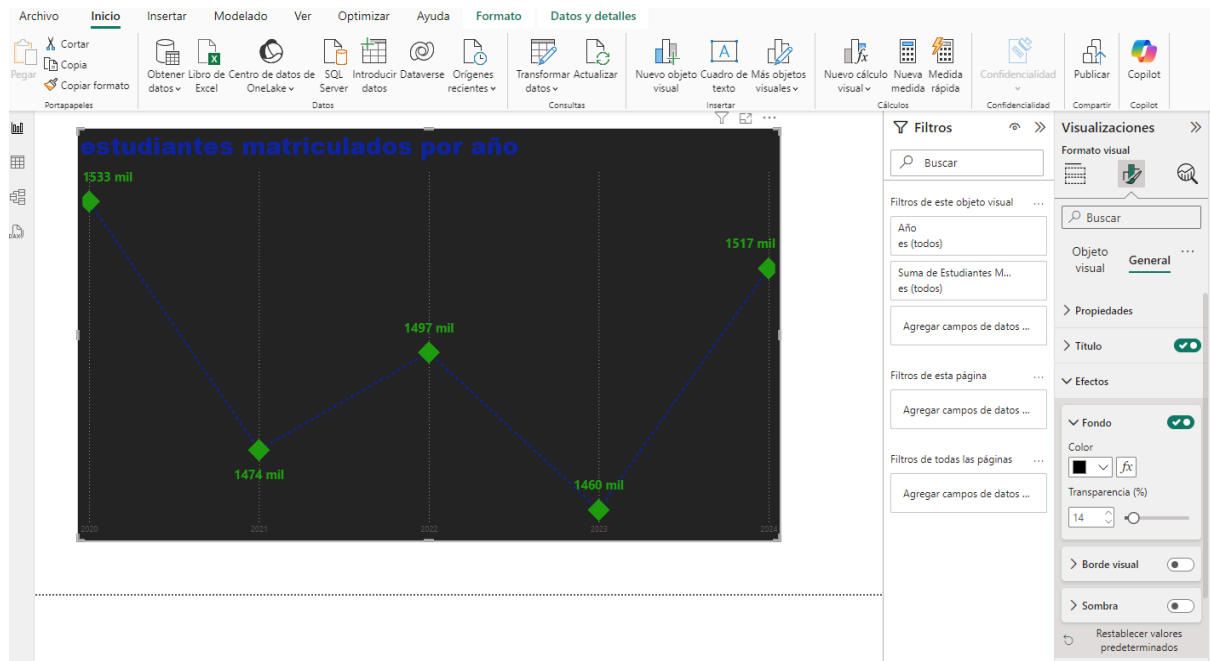 Archivo Inicio Insertar Modelado Ver Optimizar Ayuda Formato Datos y detalles
Pegar
Cortar
Copia
Copiar formato
Portapapeles
Obtener datos
Libro de Excel
Centro de datos de OneLake
SQL Server
Introducir datos
Dataverse
Orígenes recientes
Datos
Transformar datos
Actualizar
Consultas
Nuevo objeto visual
Cuadro de texto
Más objetos visuales
Insertar
Nuevo cálculo visual
Nueva medida
Medida rápida
Cálculos
Confidencialidad
Confidencialidad
Publicar
Compartir
Copilot
Copilot
DAX
estudiantes matriculados por año
1533 mil
1517 mil
1497 mil
1474 mil
1460 mil
2020 2021 2022 2023 2024
Filtros
Buscar
Filtros de este objeto visual ...
Año
es (todos)
Suma de Estudiantes M...
es (todos)
Agregar campos de datos ...
Filtros de esta página ...
Agregar campos de datos ...
Filtros de todas las páginas ...
Agregar campos de datos ...
Visualizaciones
Formato visual
Buscar
Objeto visual
General
...
Propiedades
Título
Efectos
Fondo
Color
fx
Transparencia (%)
14
Borde visual
Sombra
Restablecer valores
predeterminados